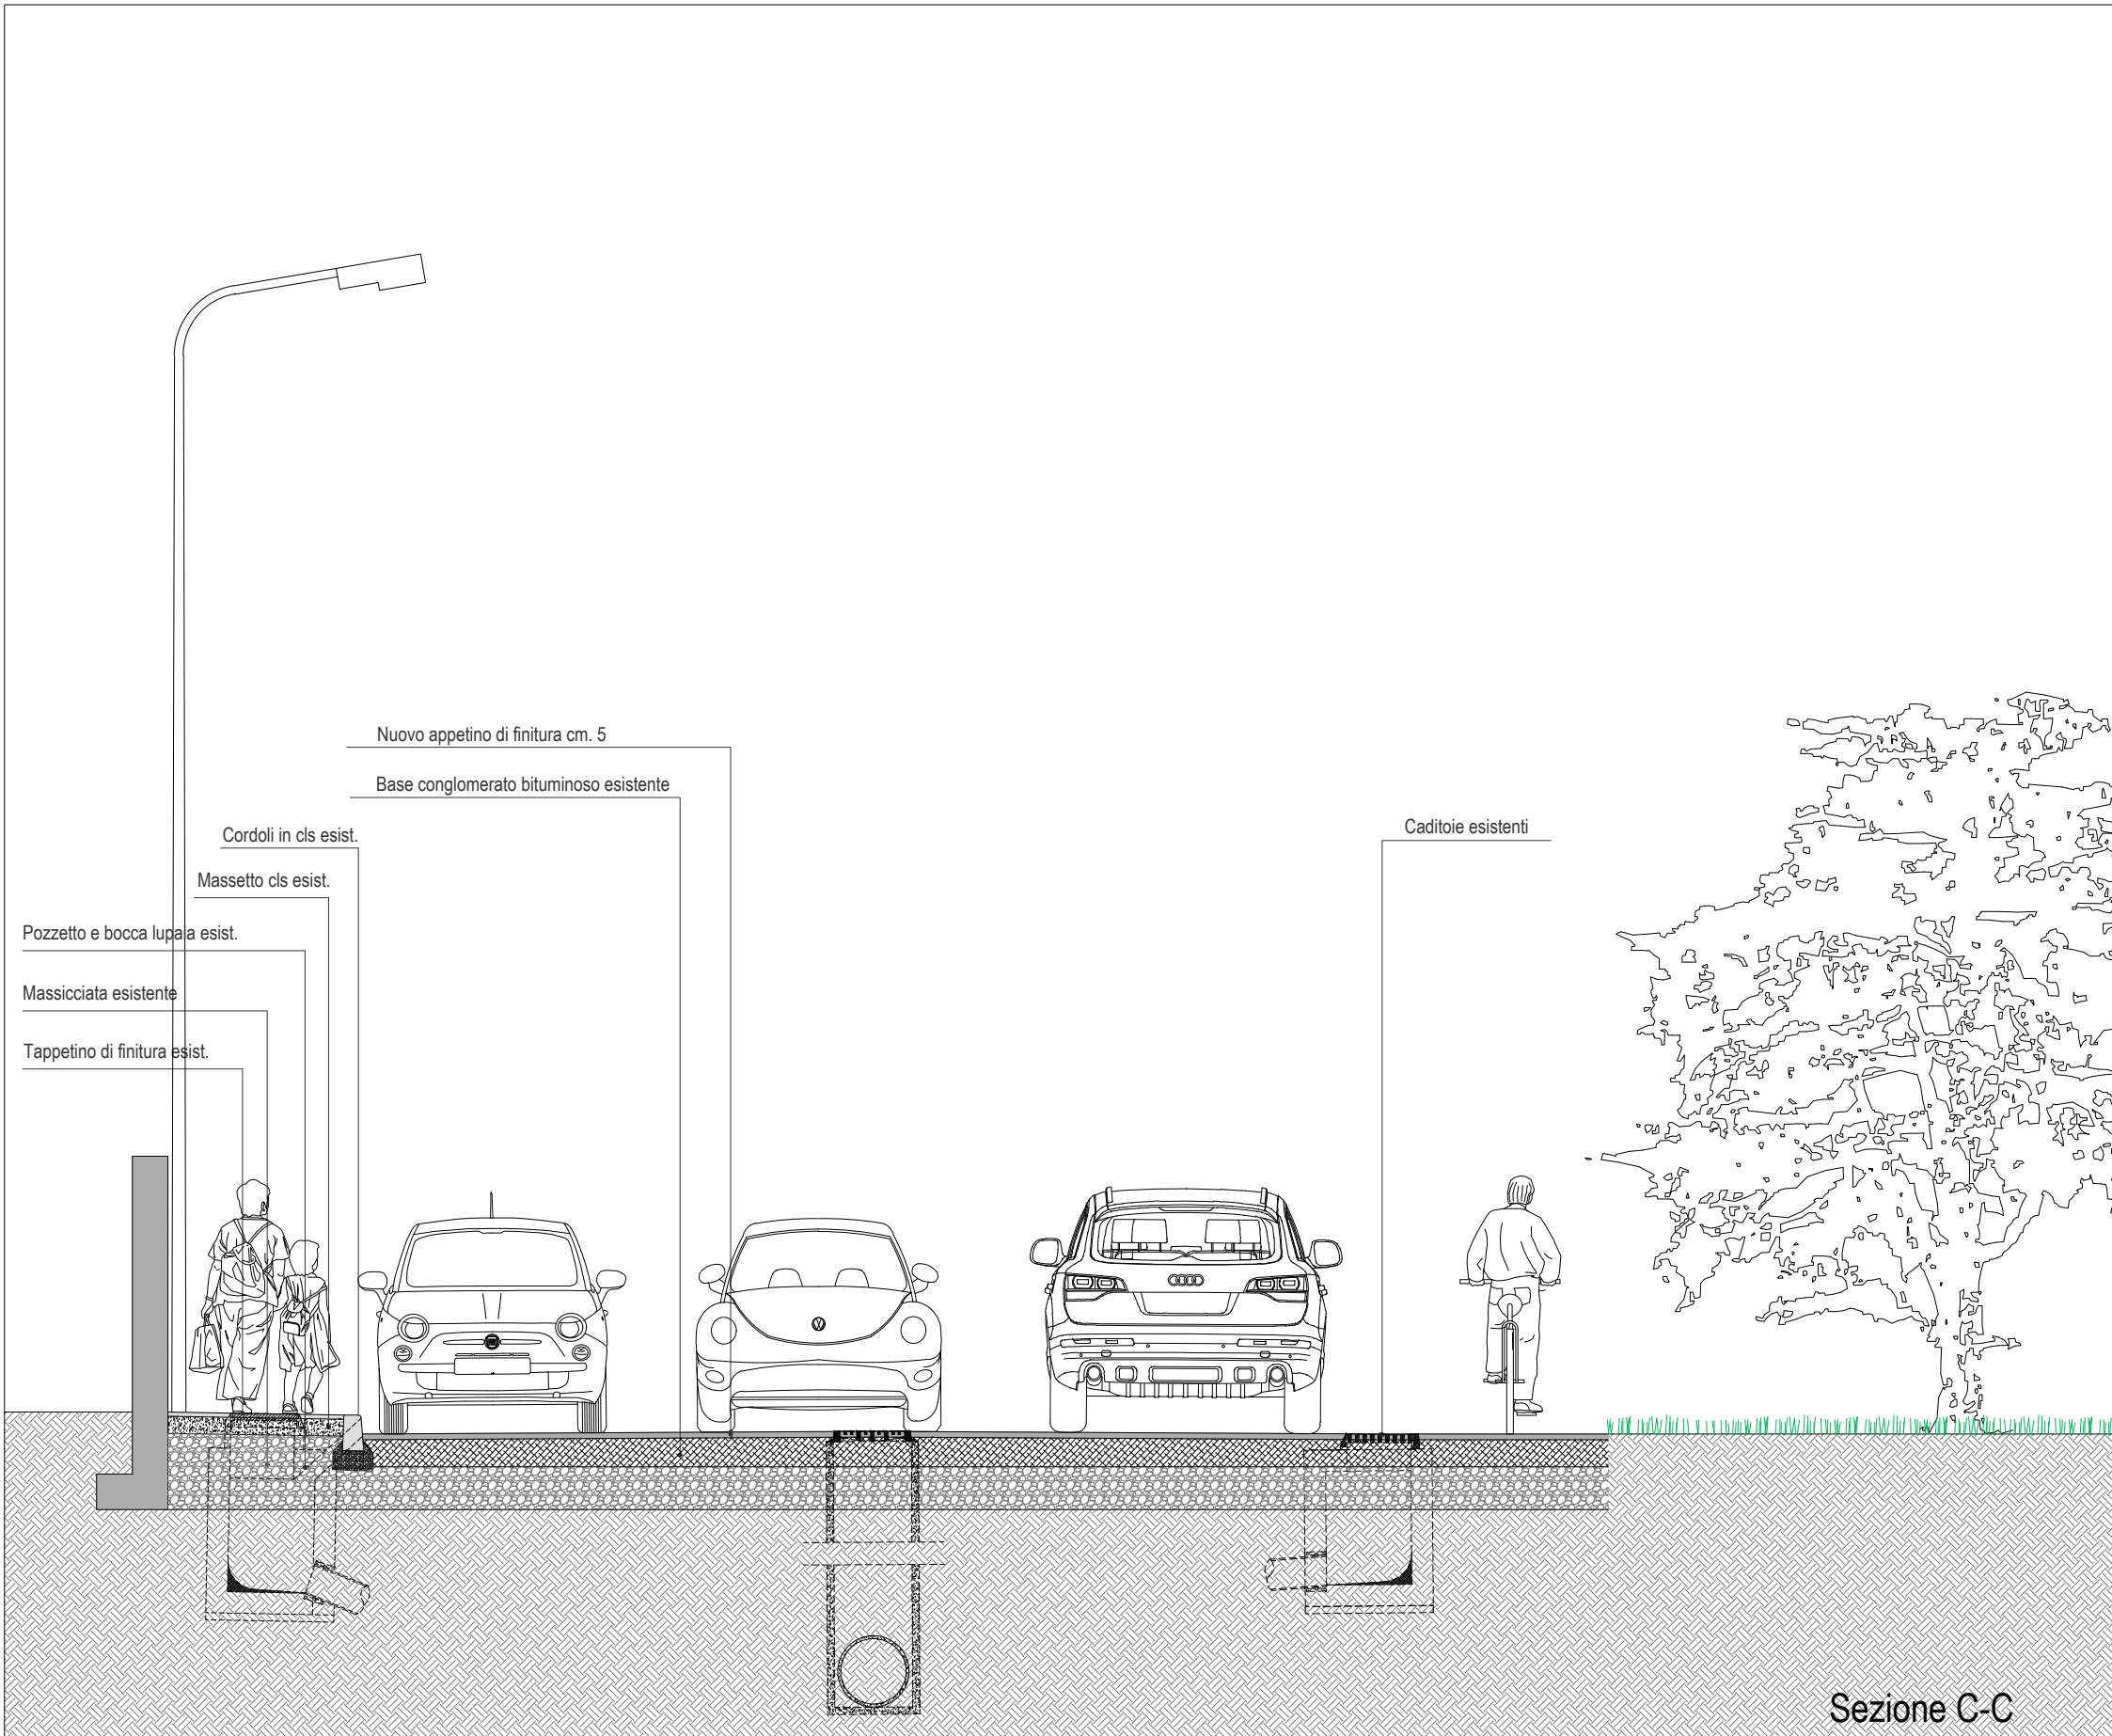 Nuovo appetino di finitura cm. 5
Base conglomerato bituminoso esistente
Caditoie esistenti
Cordoli in cls esist.
Massetto cls esist.
Pozzetto e bocca lupaia esist.
Massicciata esistente
Tappetino di finitura esist.
Sezione C-C